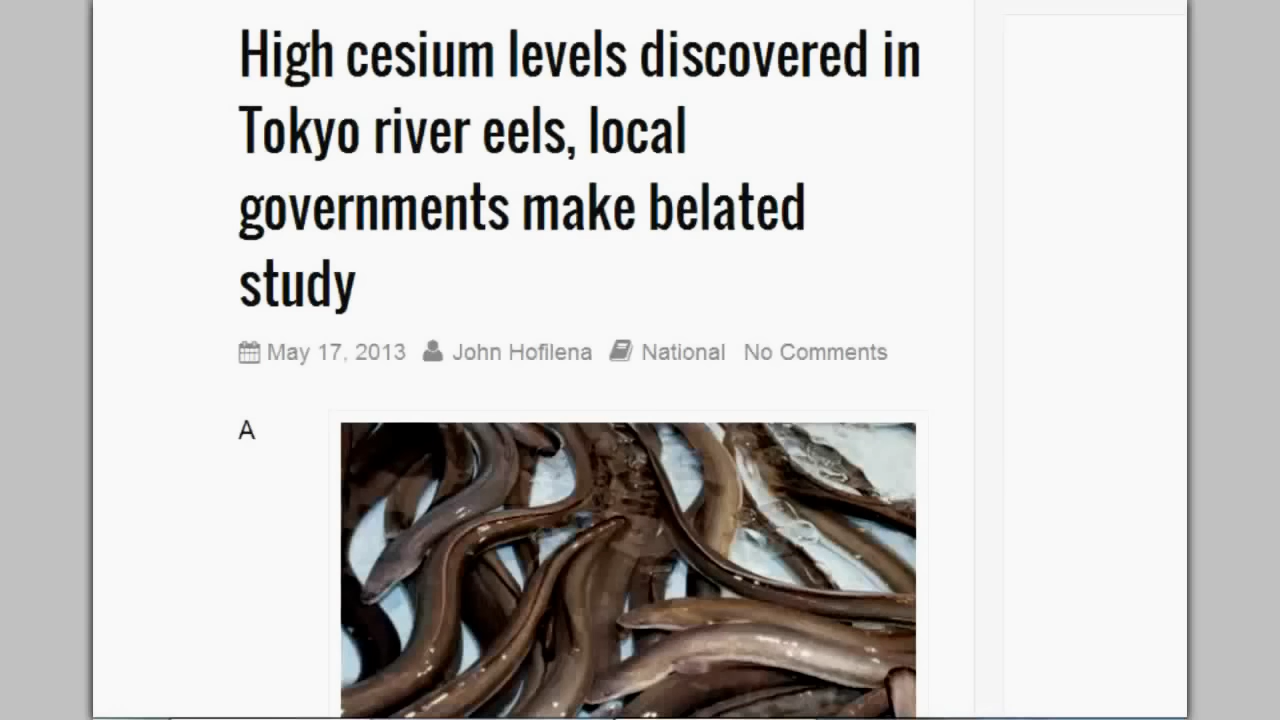 High cesium levels discovered in
Tokyo river eels, local
governments make belated
study
May 17, 2013 John Hofilena National No Comments
A